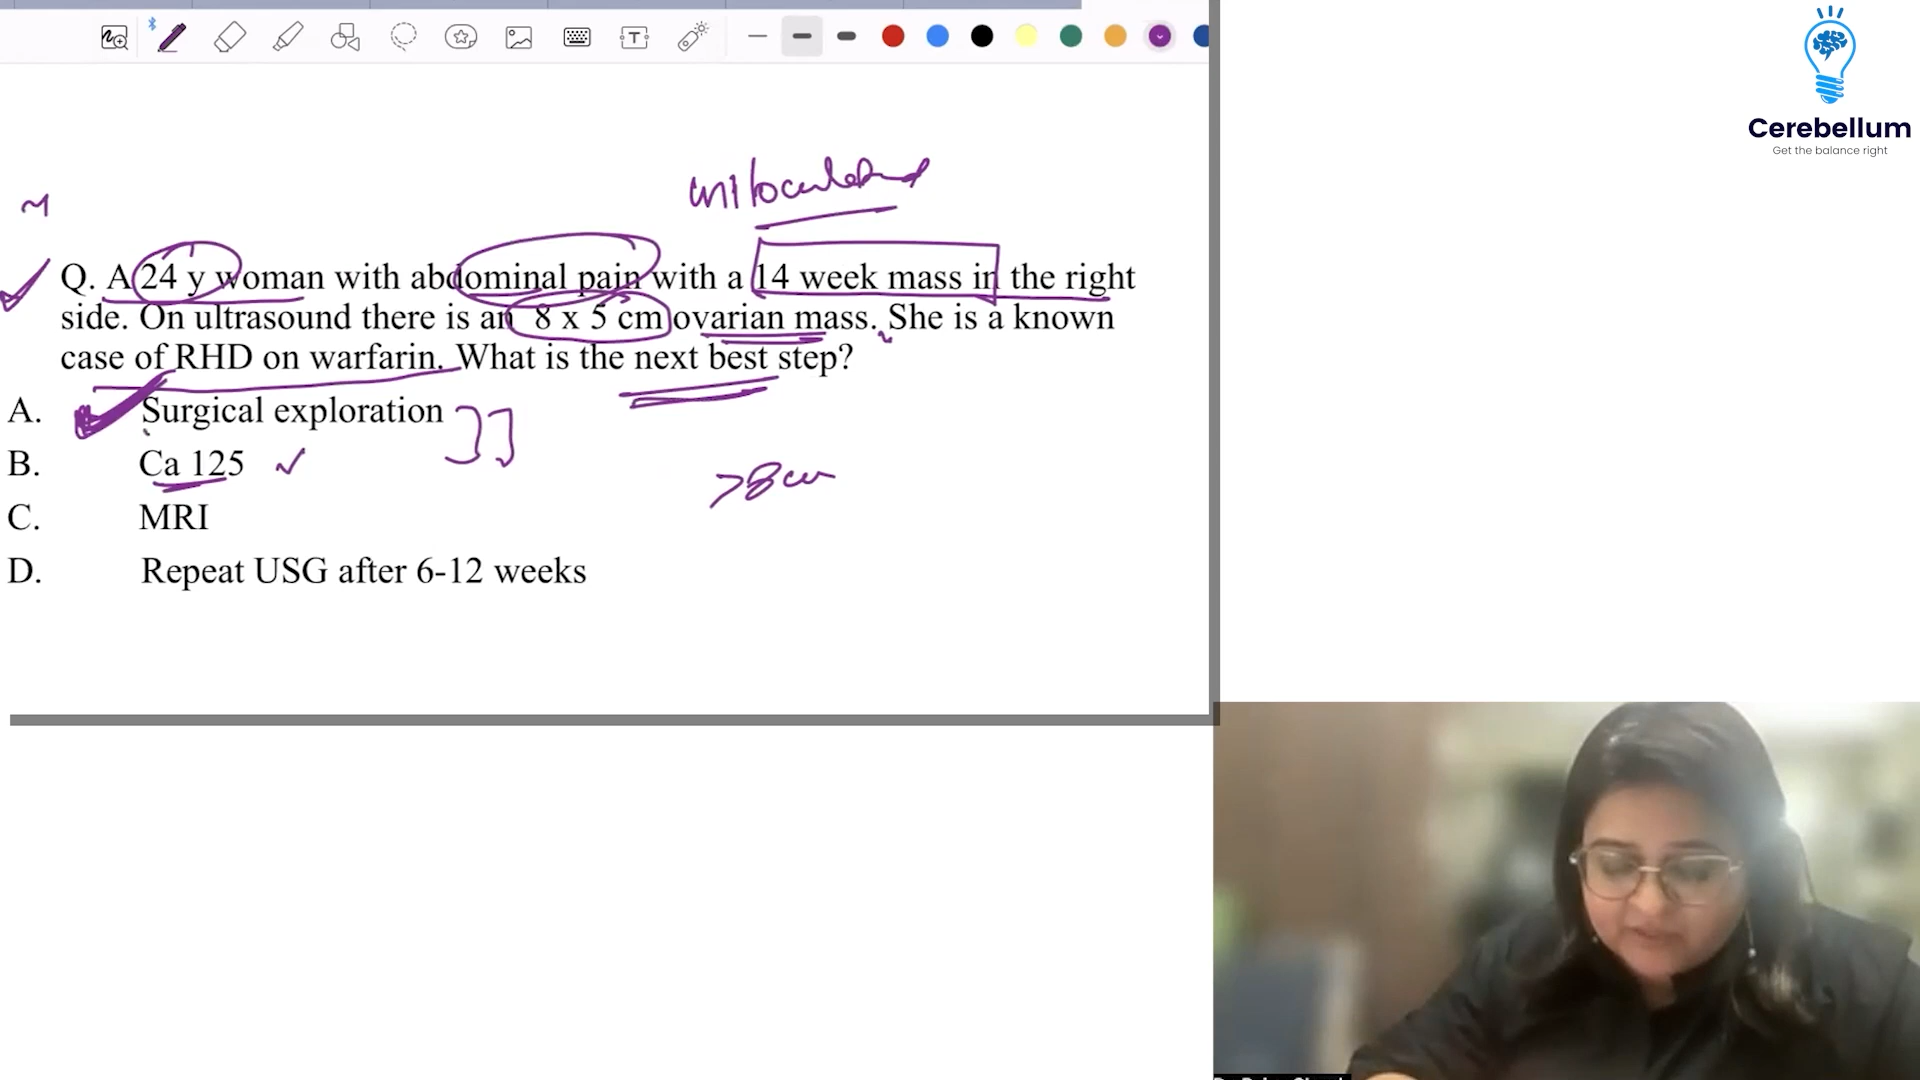 T
Cerebellum
Get the balance right
uniloculated
Q. A 24 y woman with abdominal pain with a 14 week mass in the right
side. On ultrasound there is an 8 x 5 cm ovarian mass. She is a known
case of RHD on warfarin. What is the next best step?
A. Surgical exploration
B. Ca 125
>8cm
C. MRI
D. Repeat USG after 6-12 weeks